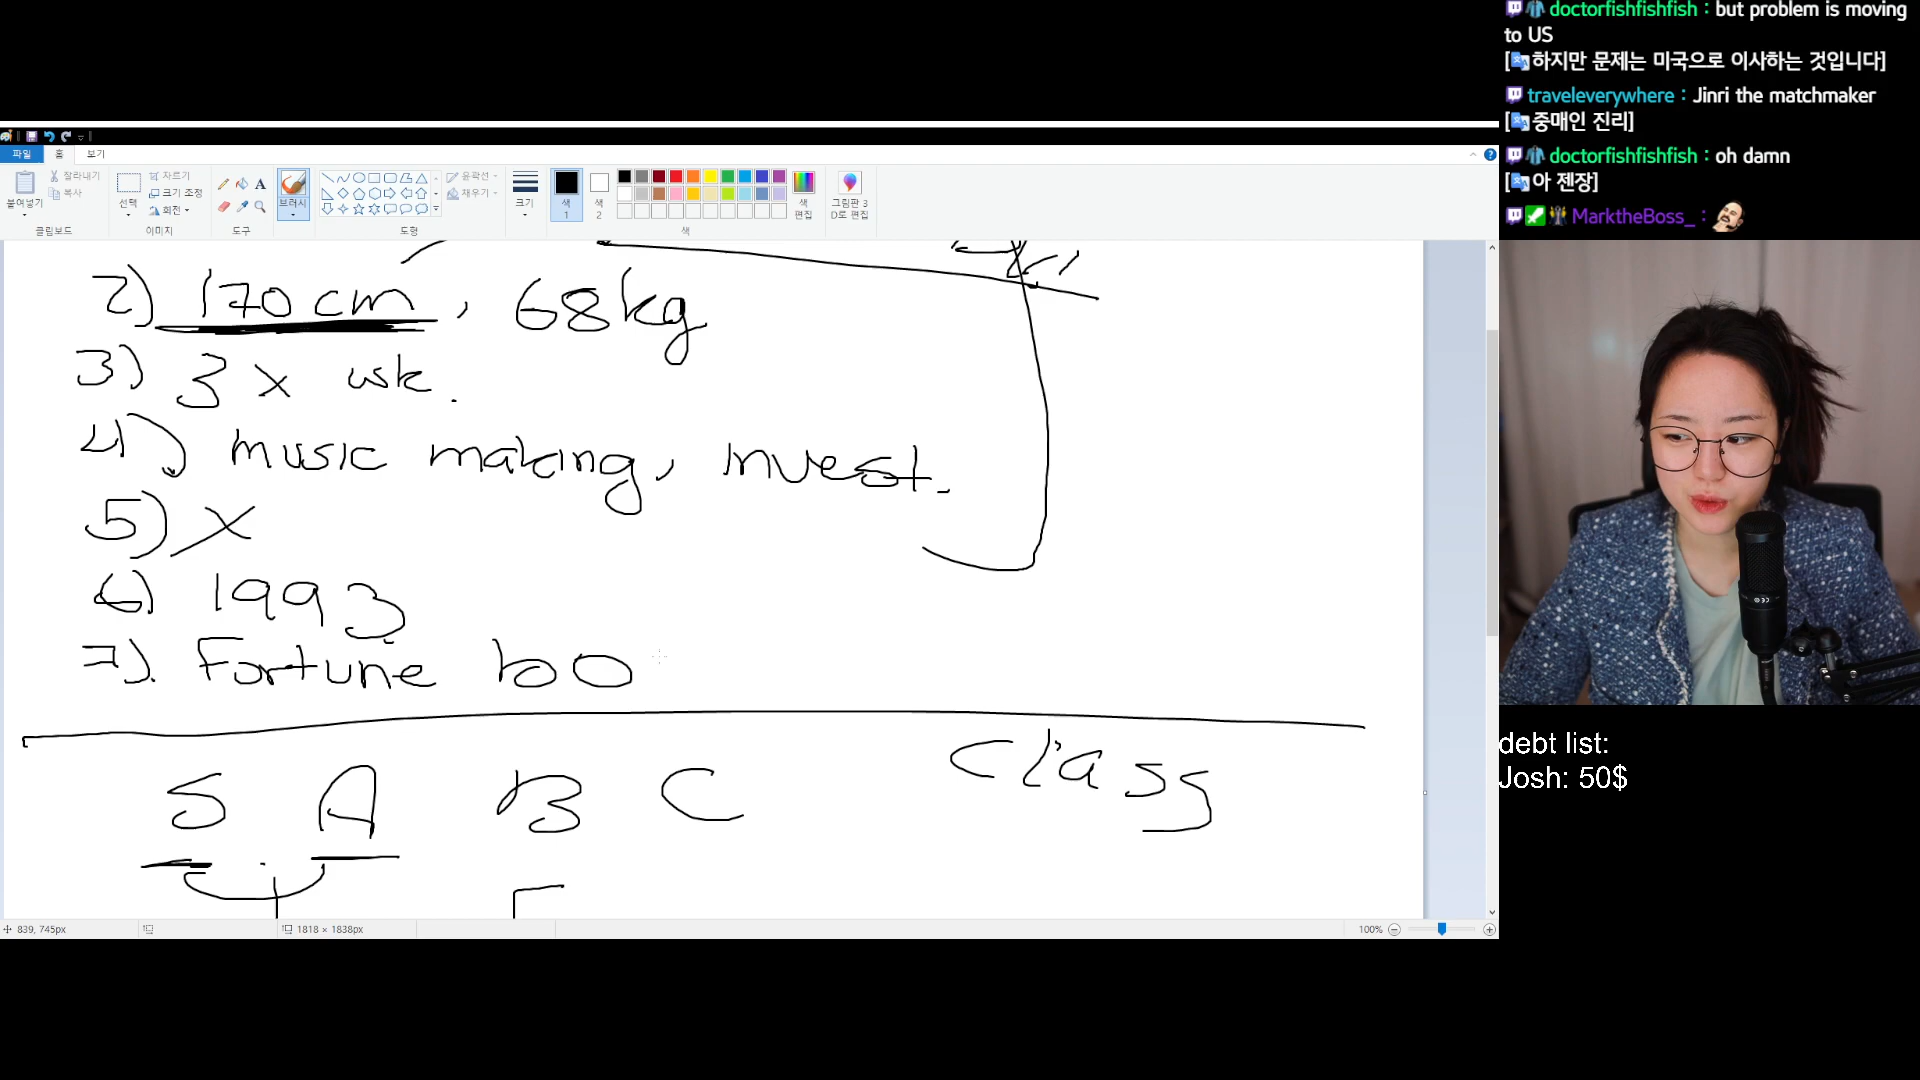 doctorfishfishfish : but problem is moving
to US
[하지만 문제는 미국으로 이사하는 것입니다]
traveleverywhere : Jinri the matchmaker
[중매인 진리]
doctorfishfishfish : oh damn
[아 젠장]
MarktheBoss_ :
파일 홈 보기
붙여넣기
잘라내기
복사
클립보드
선택
자르기
크기 조정
회전
이미지
도구
브러시
윤곽선
채우기
도형
크기
색 1
색 2
색 편집
색
그림판 3D로 편집
2) 170 cm, 68kg
3) 3 x wk.
4) music making, invest.
5) X
6) 1993
7). Fortune 100
S A B C class
debt list:
Josh: 50$
839, 745px
1818 × 1838px
100%